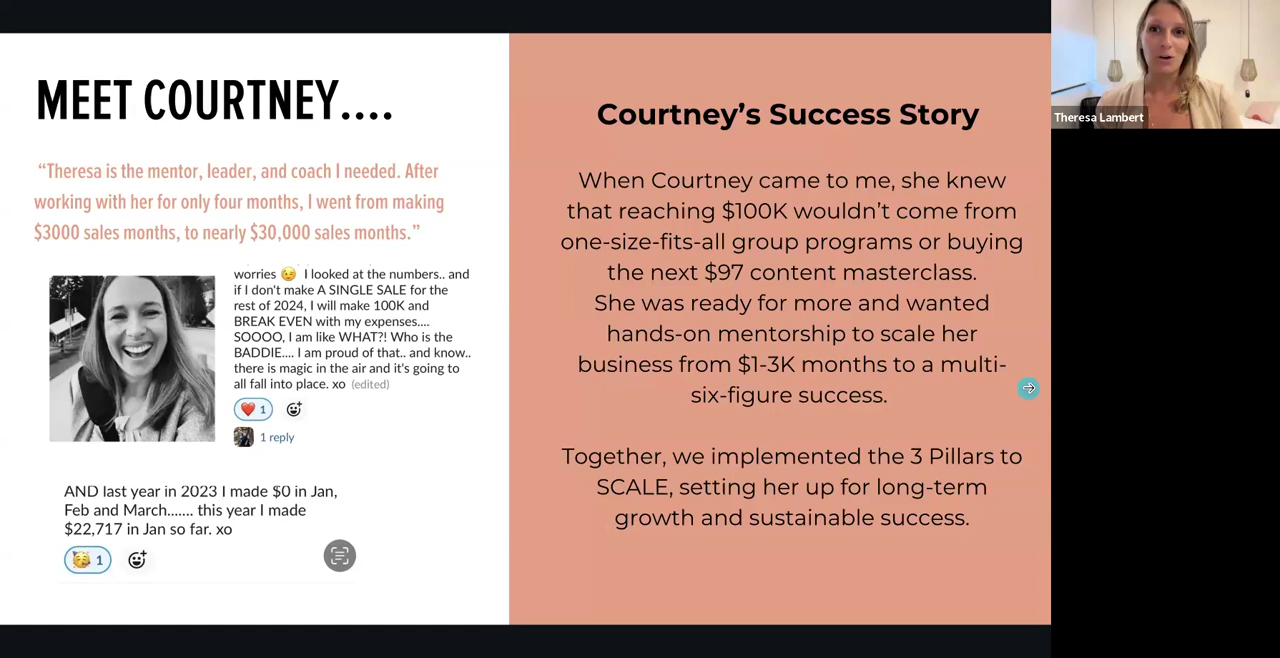 MEET COURTNEY....
“Theresa is the mentor, leader, and coach I needed. After
working with her for only four months, I went from making
$3000 sales months, to nearly $30,000 sales months.”
worries 😉 I looked at the numbers.. and
if I don't make A SINGLE SALE for the
rest of 2024, I will make 100K and
BREAK EVEN with my expenses....
SOOOO, I am like WHAT?! Who is the
BADDIE.... I am proud of that.. and know..
there is magic in the air and it's going to
all fall into place. xo (edited)
❤️ 1
1 reply
AND last year in 2023 I made $0 in Jan,
Feb and March....... this year I made
$22,717 in Jan so far. xo
🥳 1
Courtney’s Success Story
When Courtney came to me, she knew
that reaching $100K wouldn’t come from
one-size-fits-all group programs or buying
the next $97 content masterclass.
She was ready for more and wanted
hands-on mentorship to scale her
business from $1-3K months to a multi-
six-figure success.
Together, we implemented the 3 Pillars to
SCALE, setting her up for long-term
growth and sustainable success.
Theresa Lambert